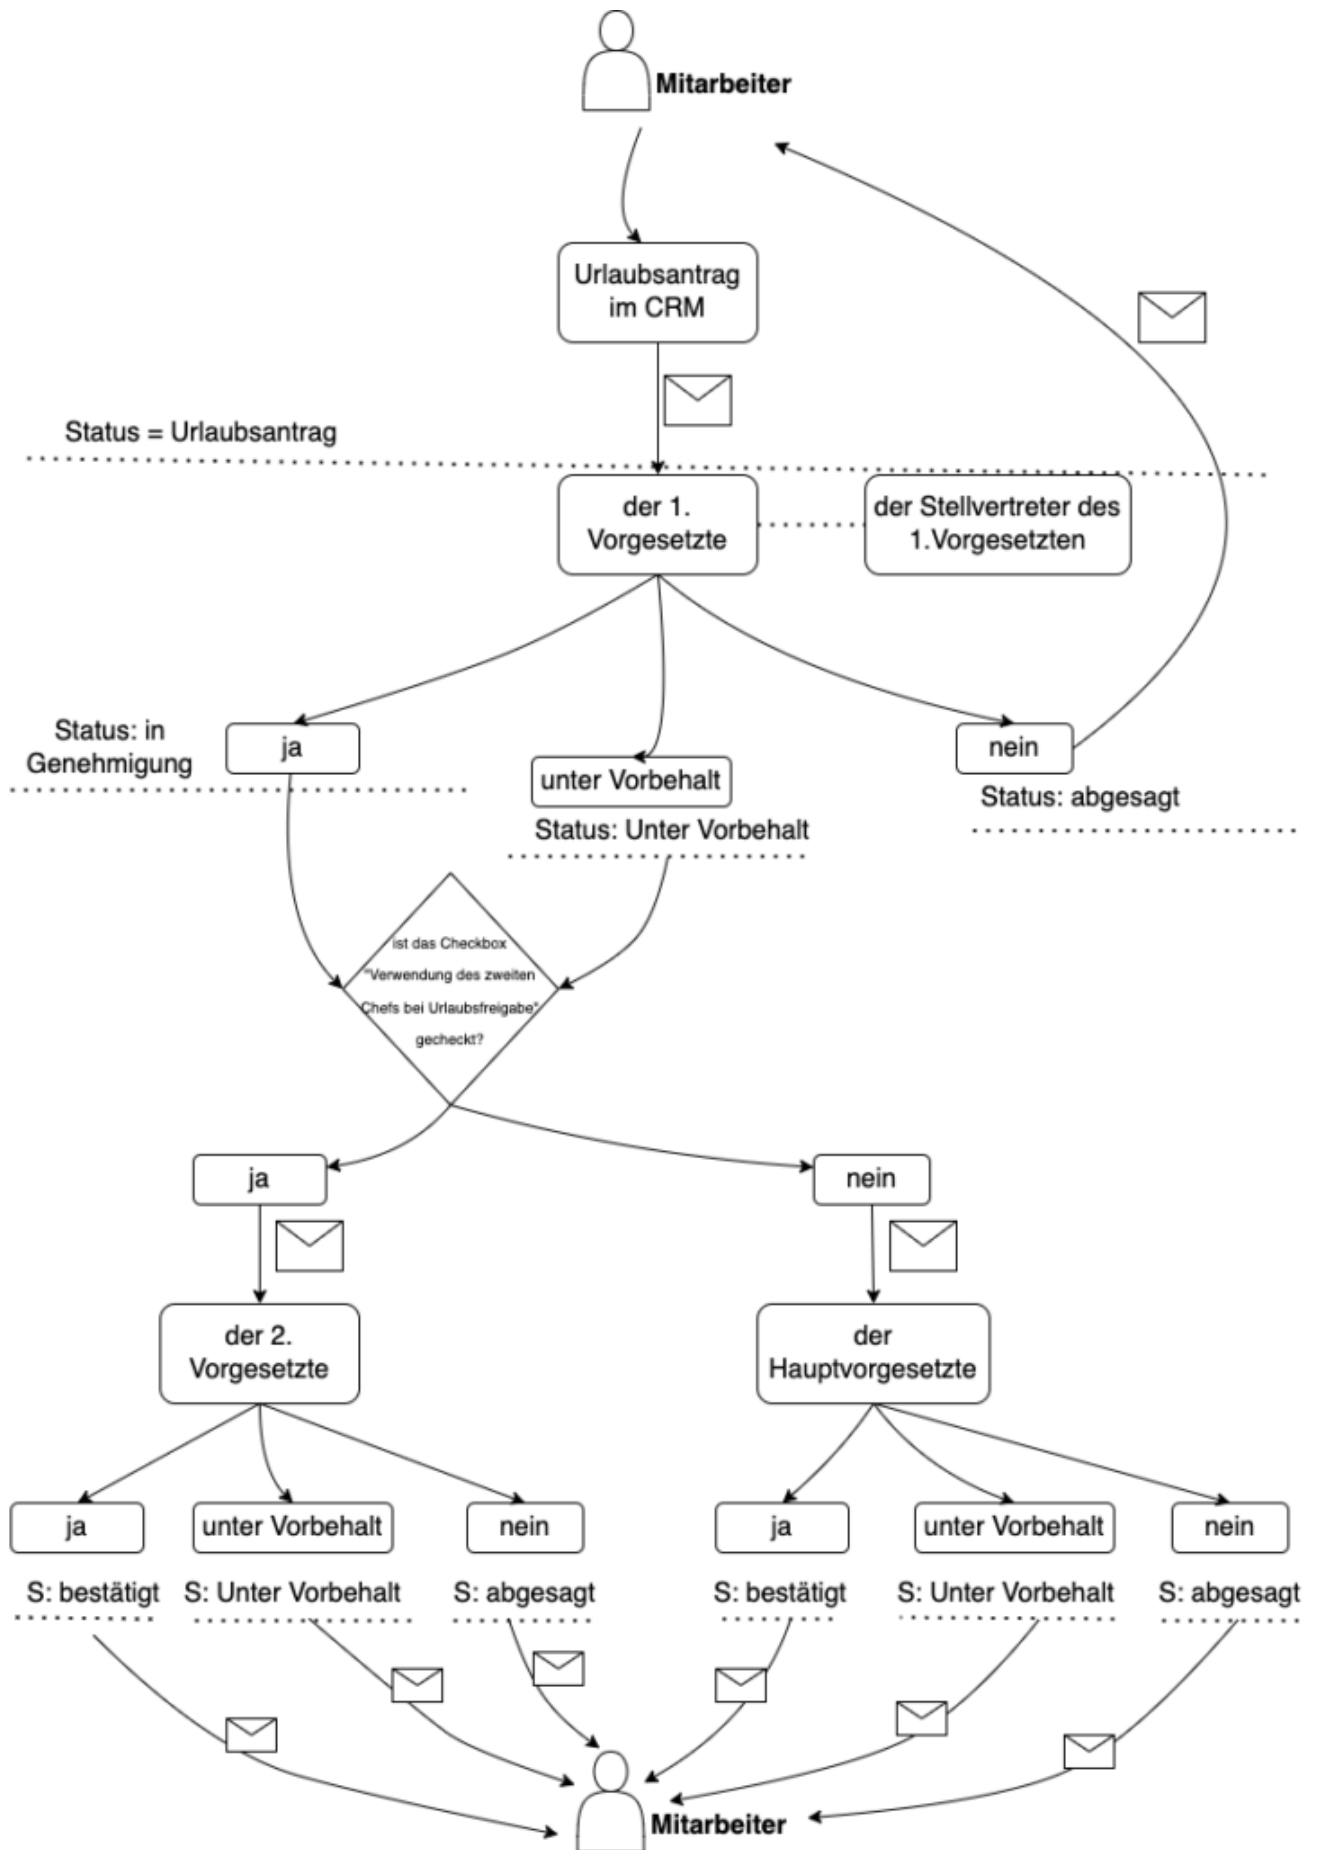 Mitarbeiter
Urlaubsantrag
im CRM
Status = Urlaubsantrag
der 1.
Vorgesetzte
der Stellvertreter des
1.Vorgesetzten
Status: in
Genehmigung
ja
unter Vorbehalt
Status: Unter Vorbehalt
nein
Status: abgesagt
ist das Checkbox
"Verwendung des zweiten
Chefs bei Urlaubsfreigabe"
gecheckt?
ja
nein
der 2.
Vorgesetzte
der
Hauptvorgesetzte
ja
unter Vorbehalt
nein
ja
unter Vorbehalt
nein
S: bestätigt
S: Unter Vorbehalt
S: abgesagt
S: bestätigt
S: Unter Vorbehalt
S: abgesagt
Mitarbeiter